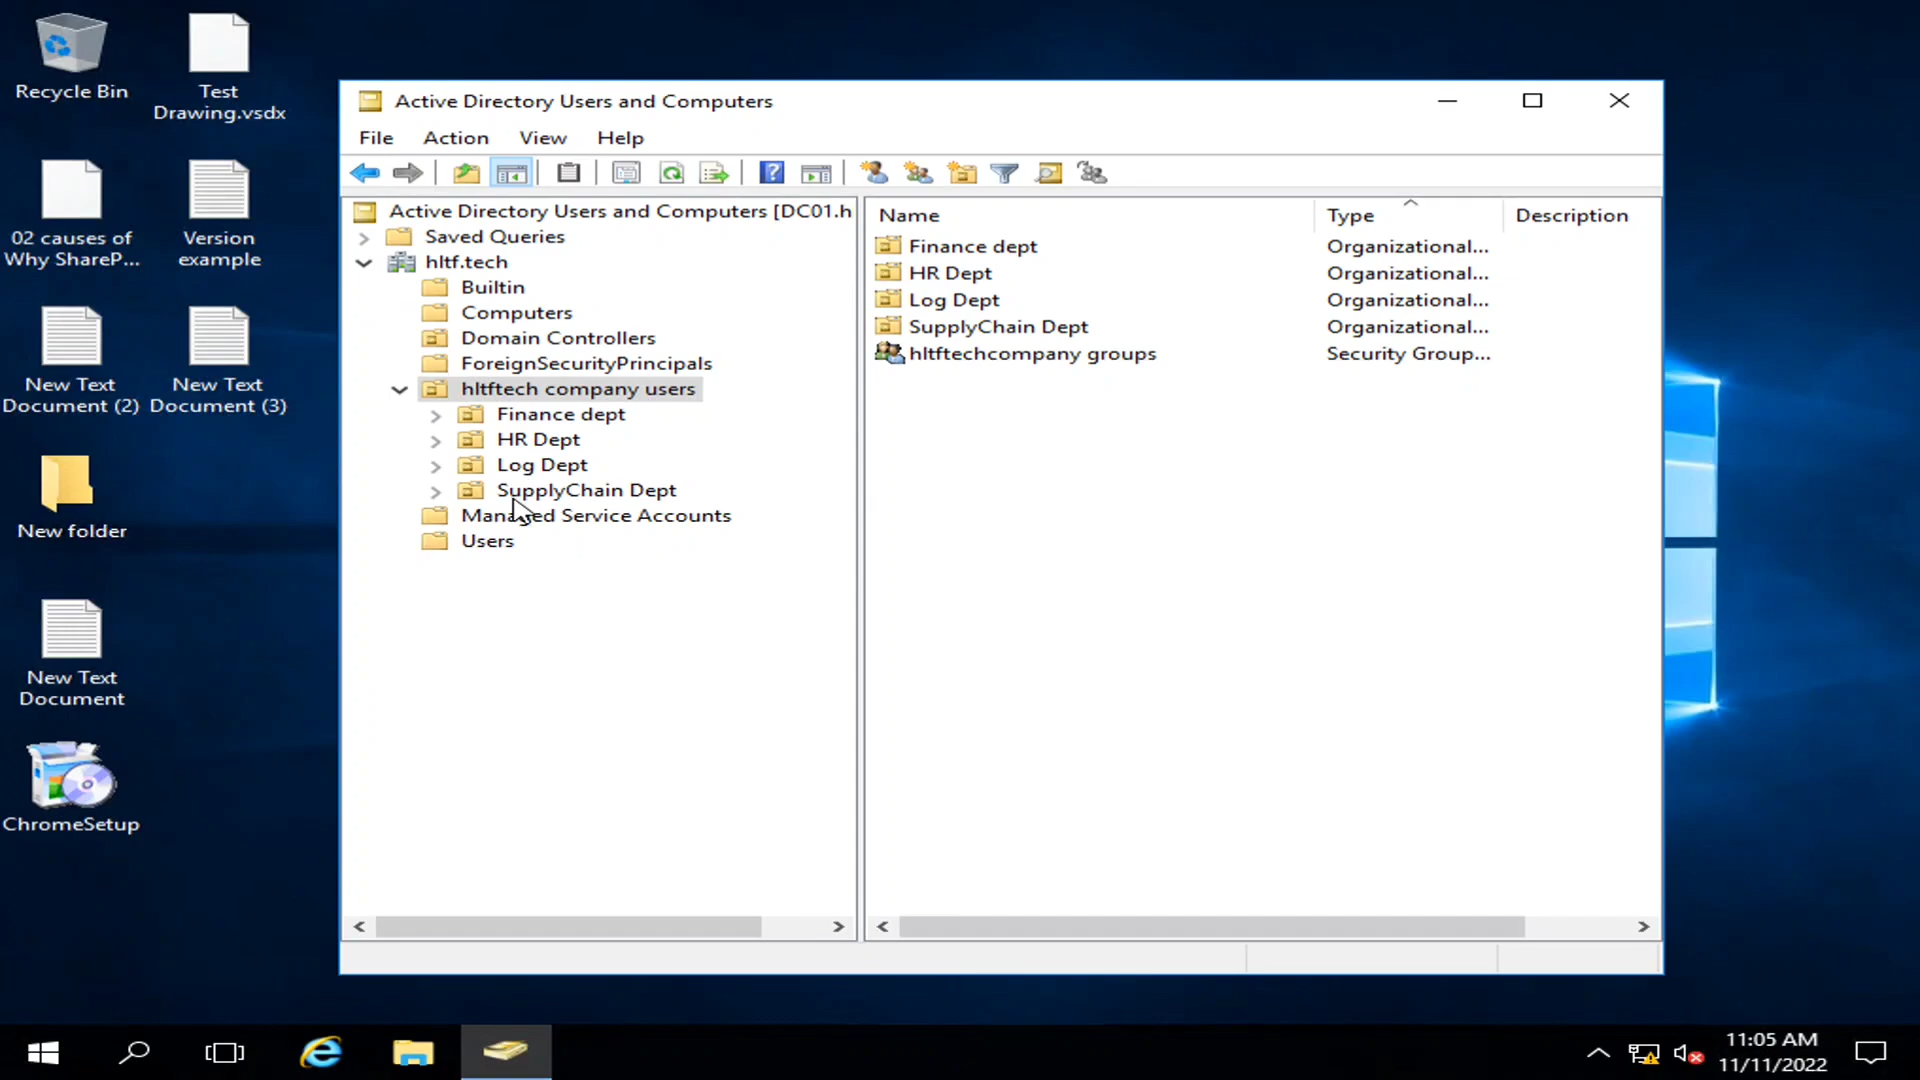 Recycle Bin
Test
Drawing.vsdx
02 causes of
Why ShareP...
Version
example
New Text
Document (2)
New Text
Document (3)
New folder
New Text
Document
ChromeSetup
Active Directory Users and Computers
File Action View Help
Active Directory Users and Computers [DC01.h
Saved Queries
hltf.tech
Builtin
Computers
Domain Controllers
ForeignSecurityPrincipals
hltftech company users
Finance dept
HR Dept
Log Dept
SupplyChain Dept
Managed Service Accounts
Users
Name Type Description
Finance dept Organizational...
HR Dept Organizational...
Log Dept Organizational...
SupplyChain Dept Organizational...
hltftechcompany groups Security Group...
11:05 AM
11/11/2022